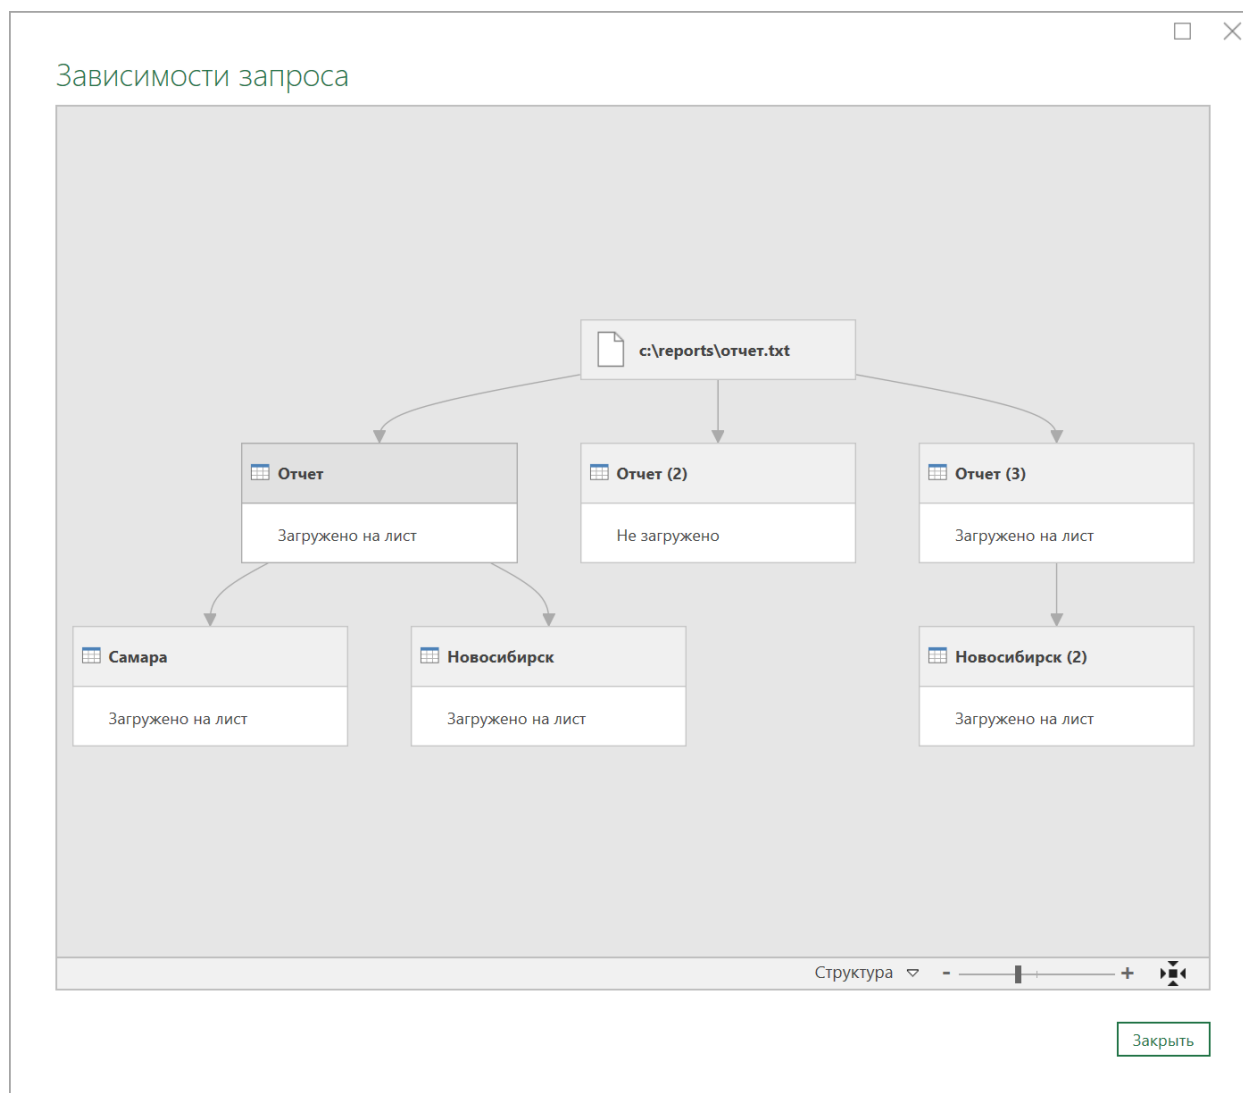 Зависимости запроса
c:\reports\отчет.txt
Отчет
Отчет (2)
Отчет (3)
Загружено на лист
Не загружено
Загружено на лист
Самара
Новосибирск
Новосибирск (2)
Загружено на лист
Загружено на лист
Загружено на лист
Структура
Закрыть